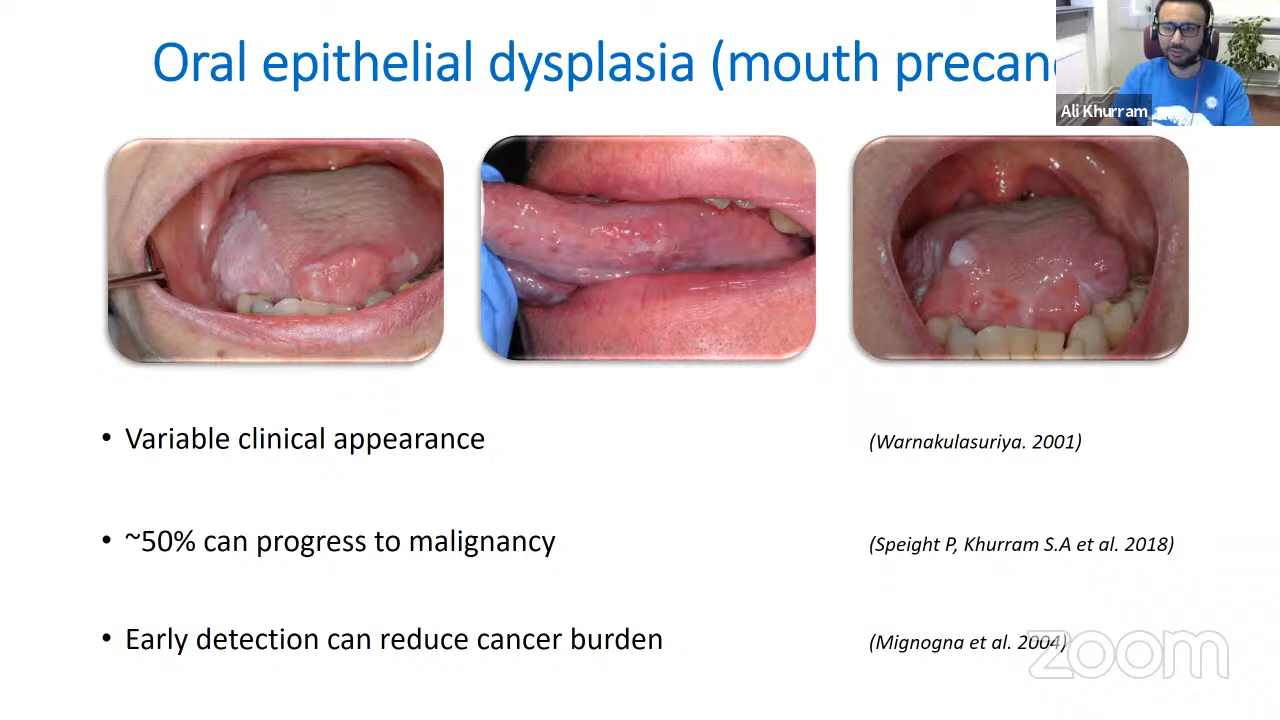 Oral epithelial dysplasia (mouth precan
Ali Khurram
• Variable clinical appearance (Warnakulasuriya. 2001)
• ~50% can progress to malignancy (Speight P, Khurram S.A et al. 2018)
• Early detection can reduce cancer burden (Mignogna et al. 2004)
zoom